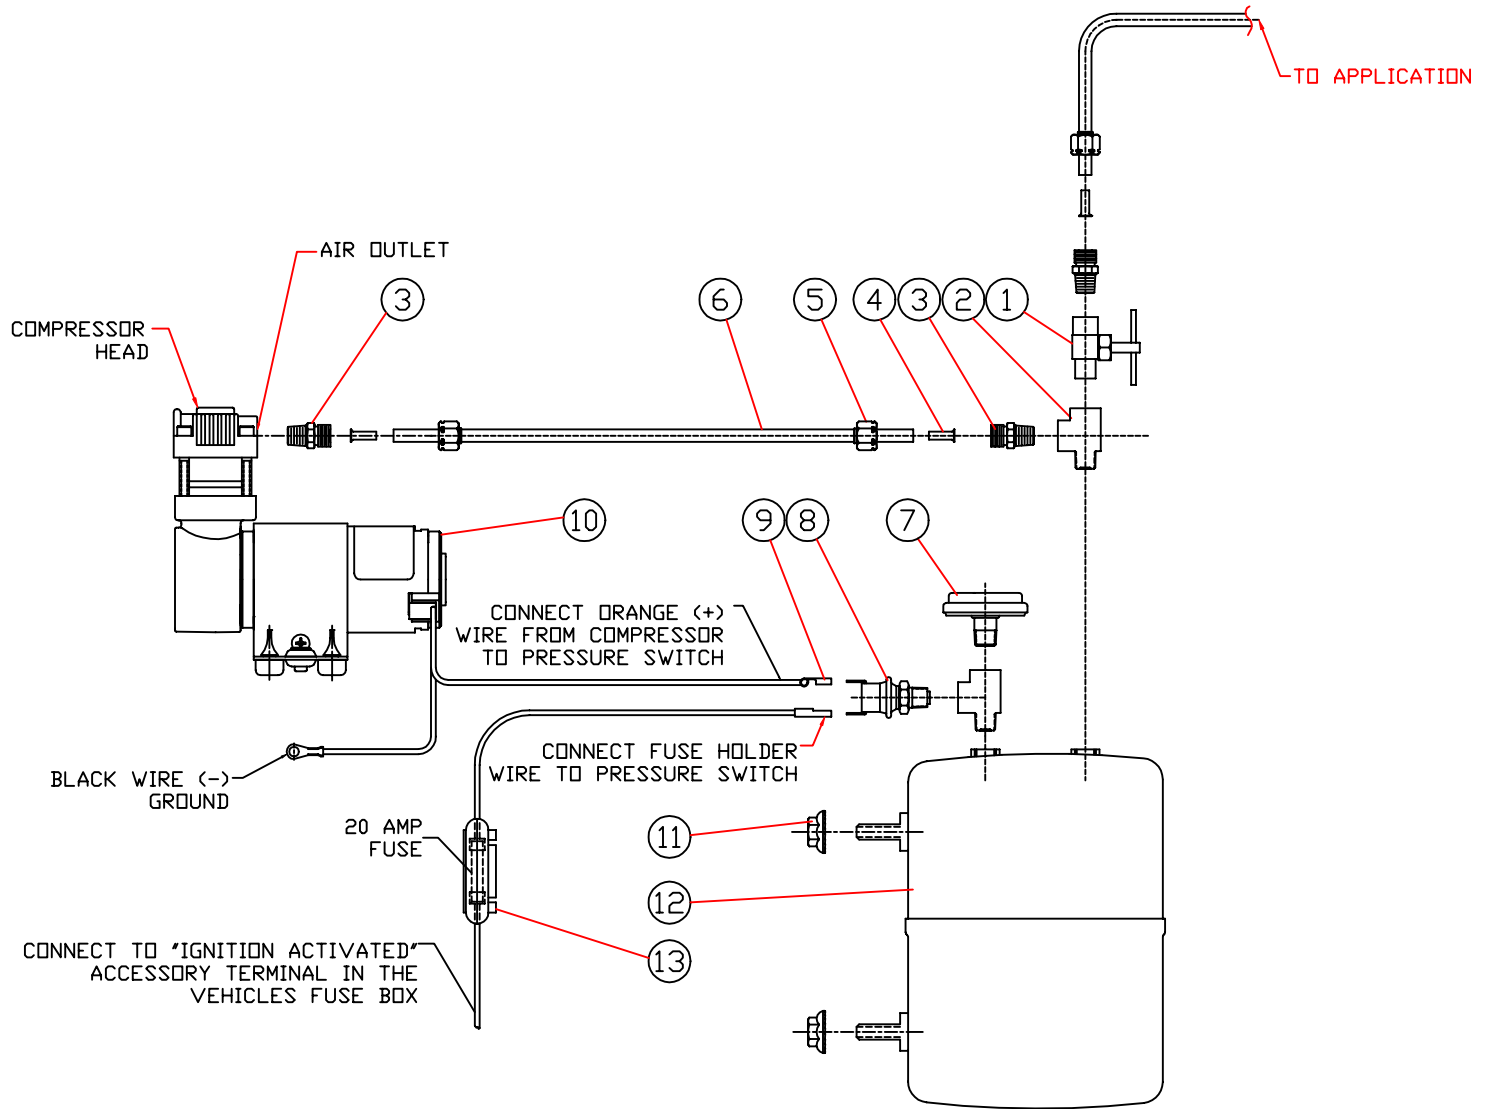 TO APPLICATION
AIR OUTLET
3
6
5
4
3
2
1
COMPRESSOR
HEAD
10
9
8
7
CONNECT ORANGE (+)
WIRE FROM COMPRESSOR
TO PRESSURE SWITCH
CONNECT FUSE HOLDER
WIRE TO PRESSURE SWITCH
BLACK WIRE (-)
GROUND
20 AMP
FUSE
11
12
13
CONNECT TO "IGNITION ACTIVATED"
ACCESSORY TERMINAL IN THE
VEHICLES FUSE BOX